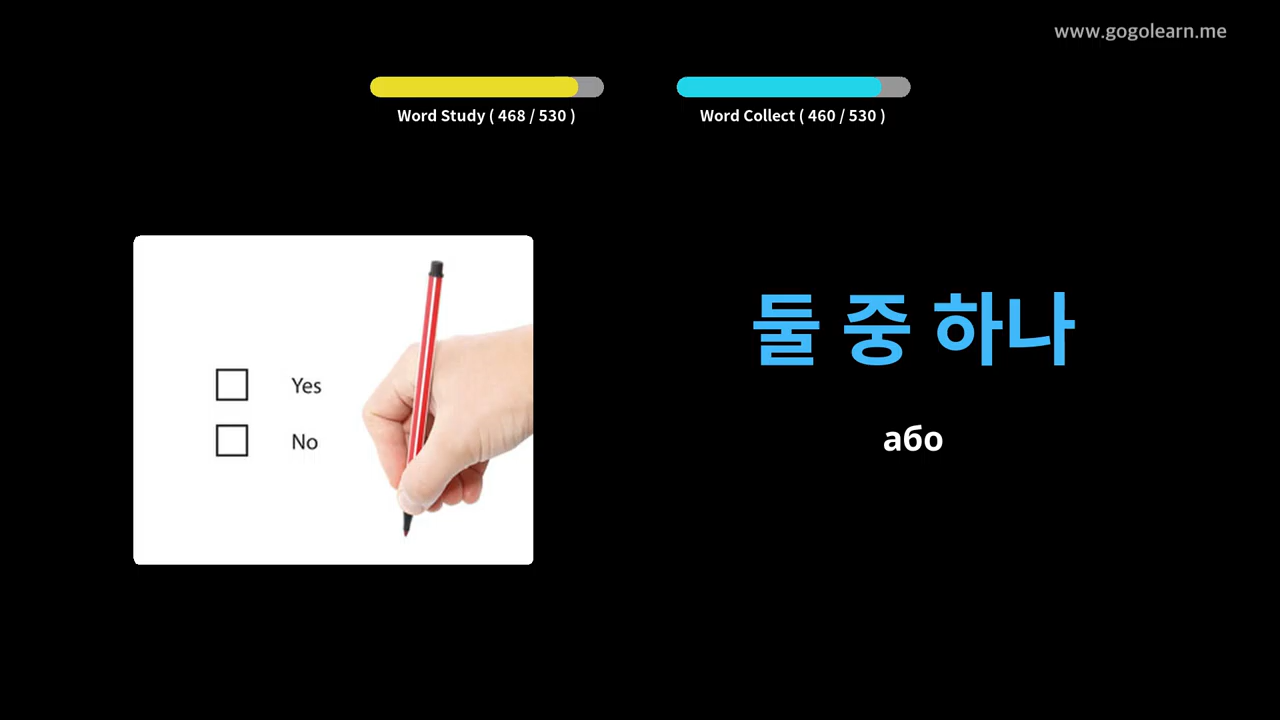 www.gogolearn.me
Word Study ( 468 / 530 )
Word Collect ( 460 / 530 )
Yes
No
둘 중 하나
або